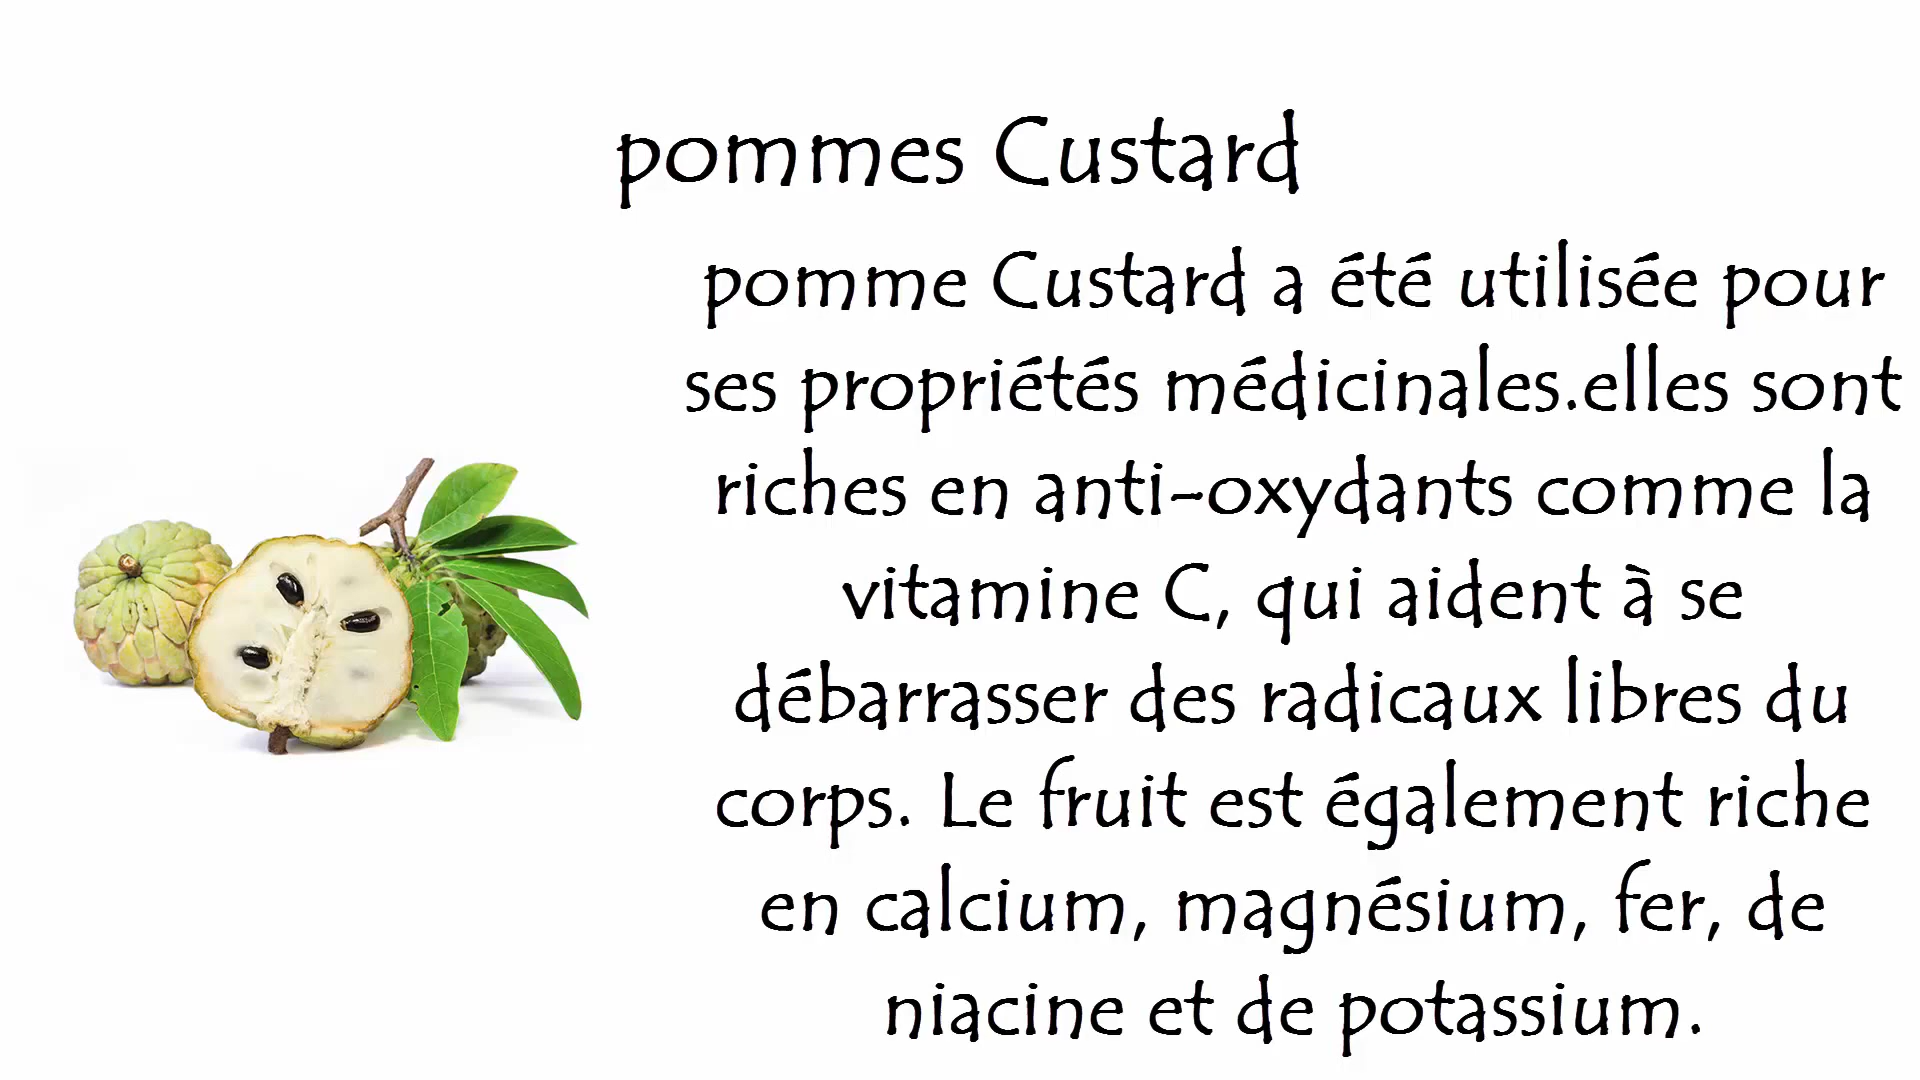 pommes Custard
pomme Custard a été utilisée pour
ses propriétés médicinales.elles sont
riches en anti-oxydants comme la
vitamine C, qui aident à se
débarrasser des radicaux libres du
corps. Le fruit est également riche
en calcium, magnésium, fer, de
niacine et de potassium.